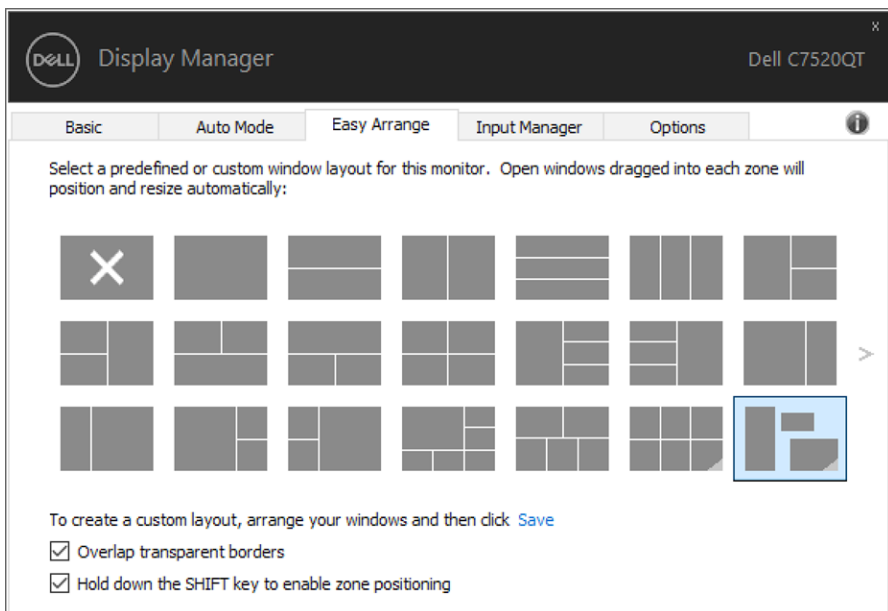 DELL
Display Manager
x
Dell C7520QT
Basic
Auto Mode
Easy Arrange
Input Manager
Options
i
Select a predefined or custom window layout for this monitor.  Open windows dragged into each zone will
position and resize automatically:
>
To create a custom layout, arrange your windows and then click  Save
Overlap transparent borders
Hold down the SHIFT key to enable zone positioning